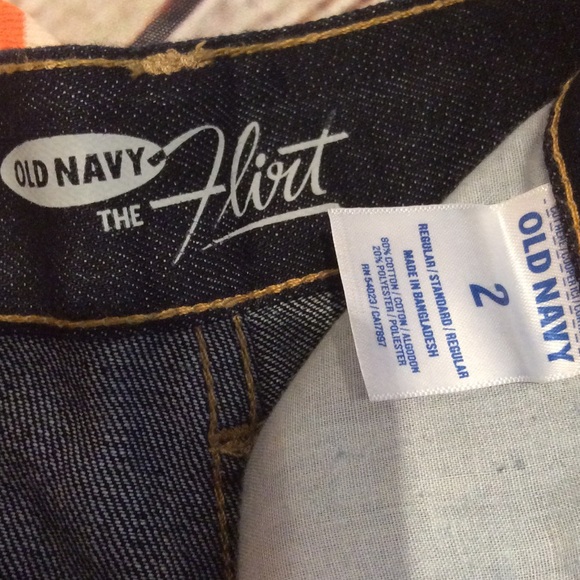 OLD NAVY
THE Flirt
OLD NAVY
2
REGULAR / STANDARD / REGULAR
MADE IN BANGLADESH
80% COTTON / COTON / ALGODON
20% POLYESTER / POLIESTER
RN 54023 / CA17897